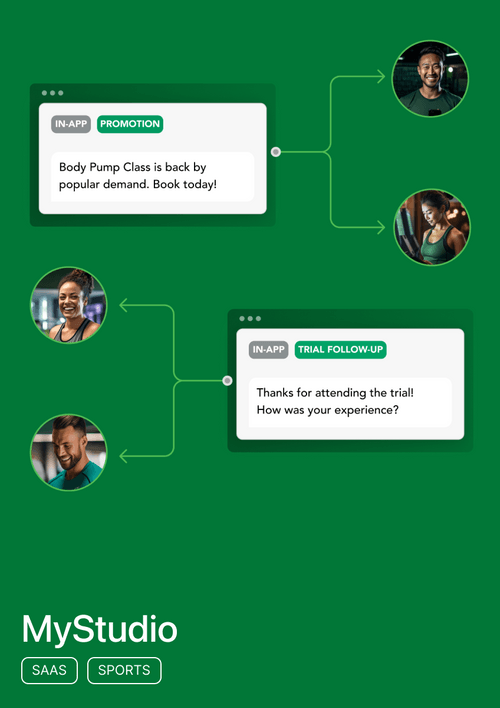 IN-APP PROMOTION
Body Pump Class is back by
popular demand. Book today!
IN-APP TRIAL FOLLOW-UP
Thanks for attending the trial!
How was your experience?
MyStudio
SAAS SPORTS